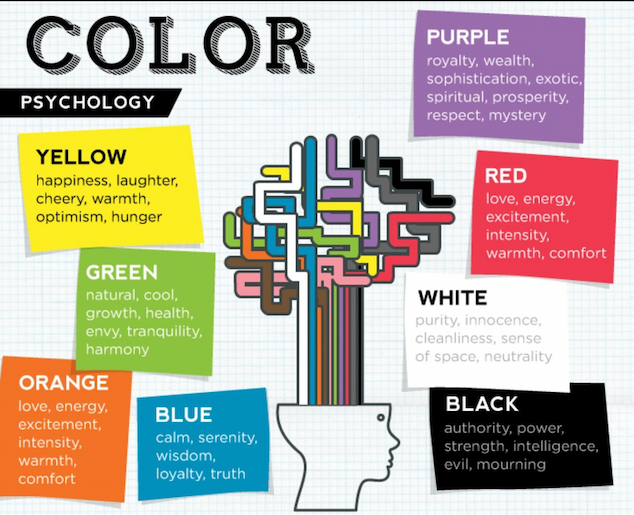 COLOR
PSYCHOLOGY
PURPLE
royalty, wealth,
sophistication, exotic,
spiritual, prosperity,
respect, mystery
YELLOW
happiness, laughter,
cheery, warmth,
optimism, hunger
RED
love, energy,
excitement,
intensity,
warmth, comfort
GREEN
natural, cool,
growth, health,
envy, tranquility,
harmony
WHITE
purity, innocence,
cleanliness, sense
of space, neutrality
ORANGE
love, energy,
excitement,
intensity,
warmth,
comfort
BLUE
calm, serenity,
wisdom,
loyalty, truth
BLACK
authority, power,
strength, intelligence,
evil, mourning